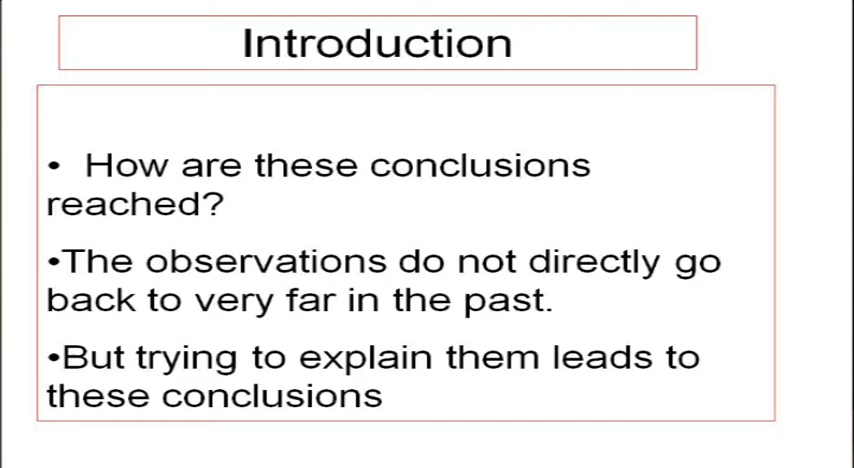 Introduction
• How are these conclusions
reached?
•The observations do not directly go
back to very far in the past.
•But trying to explain them leads to
these conclusions